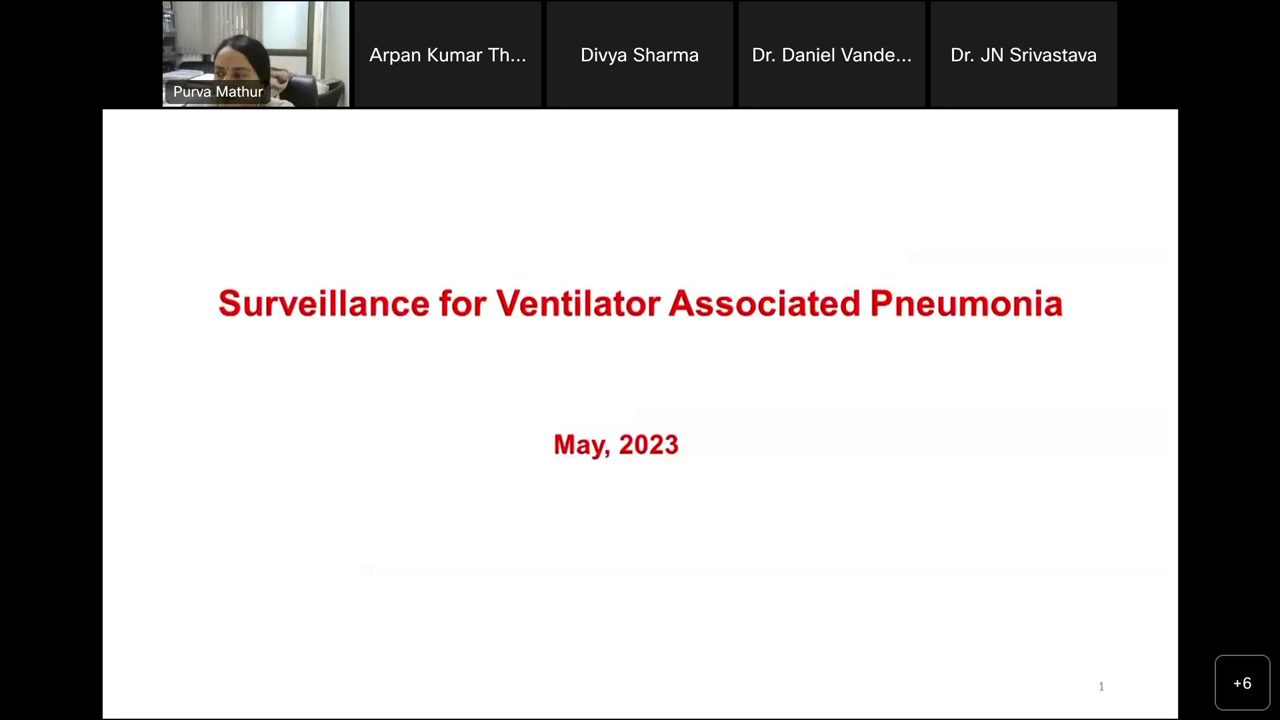 Purva Mathur
Arpan Kumar Th...
Divya Sharma
Dr. Daniel Vande...
Dr. JN Srivastava
Surveillance for Ventilator Associated Pneumonia
May, 2023
1
+6